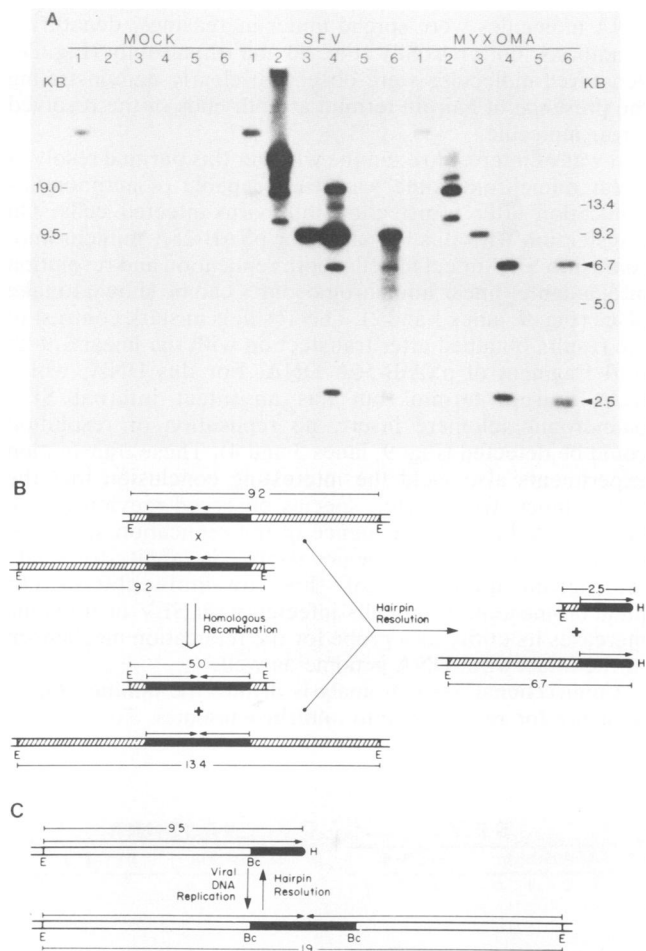 A
MOCK SFV MYXOMA
1 2 3 4 5 6 1 2 3 4 5 6 1 2 3 4 5 6
KB KB
19.0- -13.4
9.5- -9.2
◄6.7
-5.0
◄2.5
B
9.2
E E
x
E E
9.2
Homologous
Recombination
Hairpin
Resolution
5.0
E E
+
E E
13.4
2.5
E H
+
E H
6.7
C
9.5
E Bc H
Viral
DNA
Replication
Hairpin
Resolution
E Bc Bc E
19